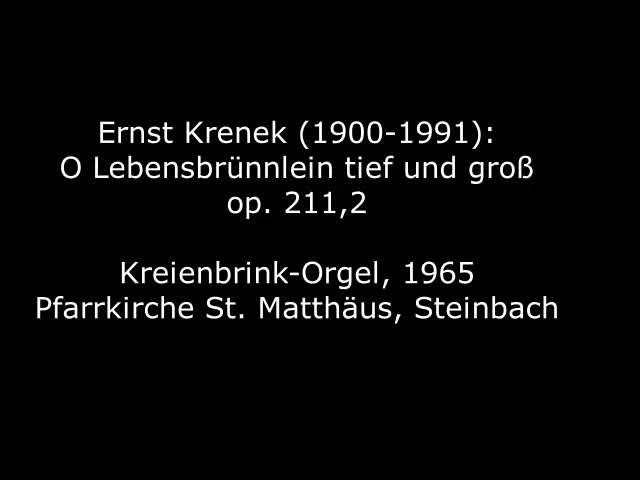 Ernst Krenek (1900-1991):
O Lebensbrünnlein tief und groß
op. 211,2
Kreienbrink-Orgel, 1965
Pfarrkirche St. Matthäus, Steinbach